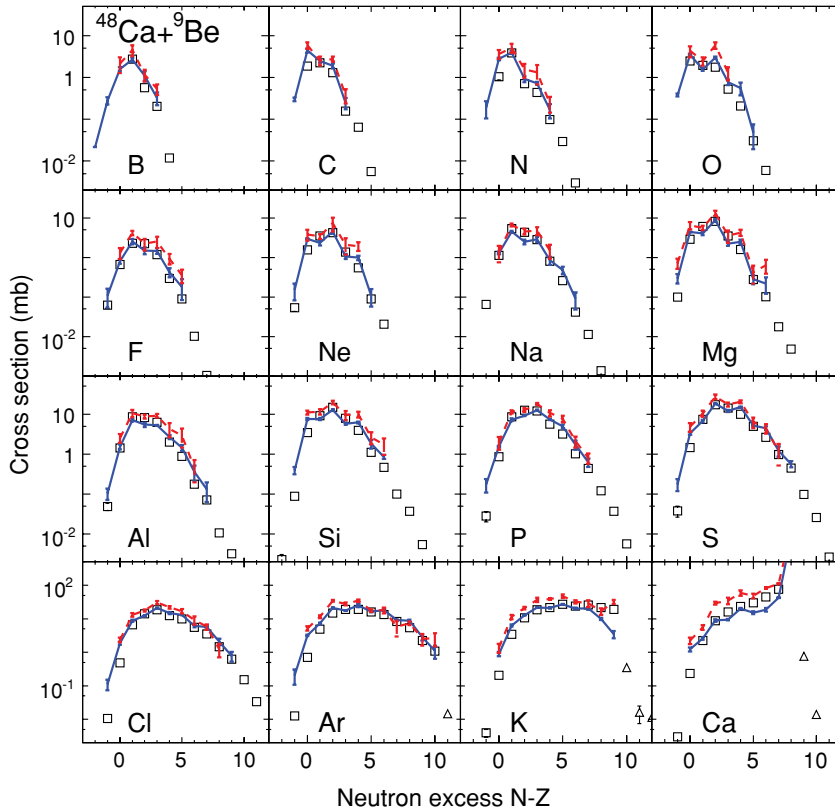 ⁴⁸Ca+⁹Be
10
1
10⁻²
B
C
N
O
10
10⁻²
F
Ne
Na
Mg
10
1
10⁻²
Al
Si
P
S
10²
10⁻¹
Cl
Ar
K
Ca
0 5 10 0 5 10 0 5 10 0 5 10
Cross section (mb)
Neutron excess N-Z